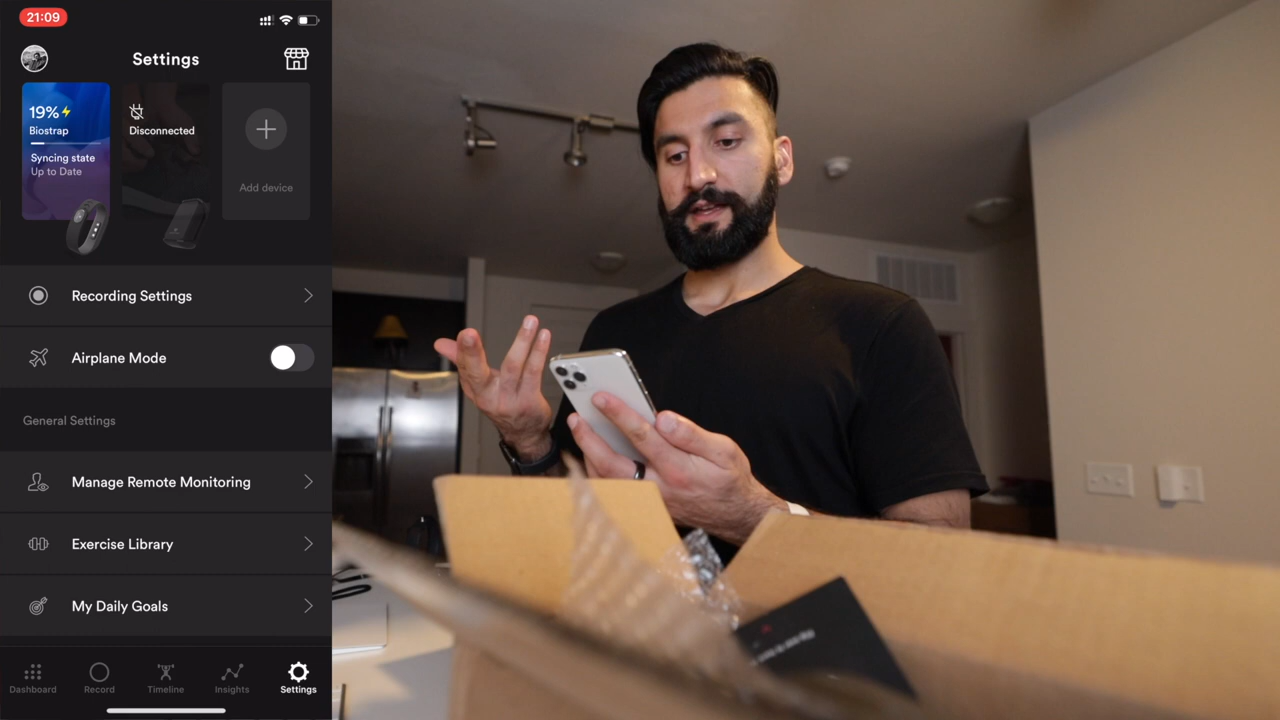 21:09
Settings
19%
Biostrap
Syncing state
Up to Date
Disconnected
Add device
Recording Settings
Airplane Mode
General Settings
Manage Remote Monitoring
Exercise Library
My Daily Goals
Dashboard
Record
Timeline
Insights
Settings